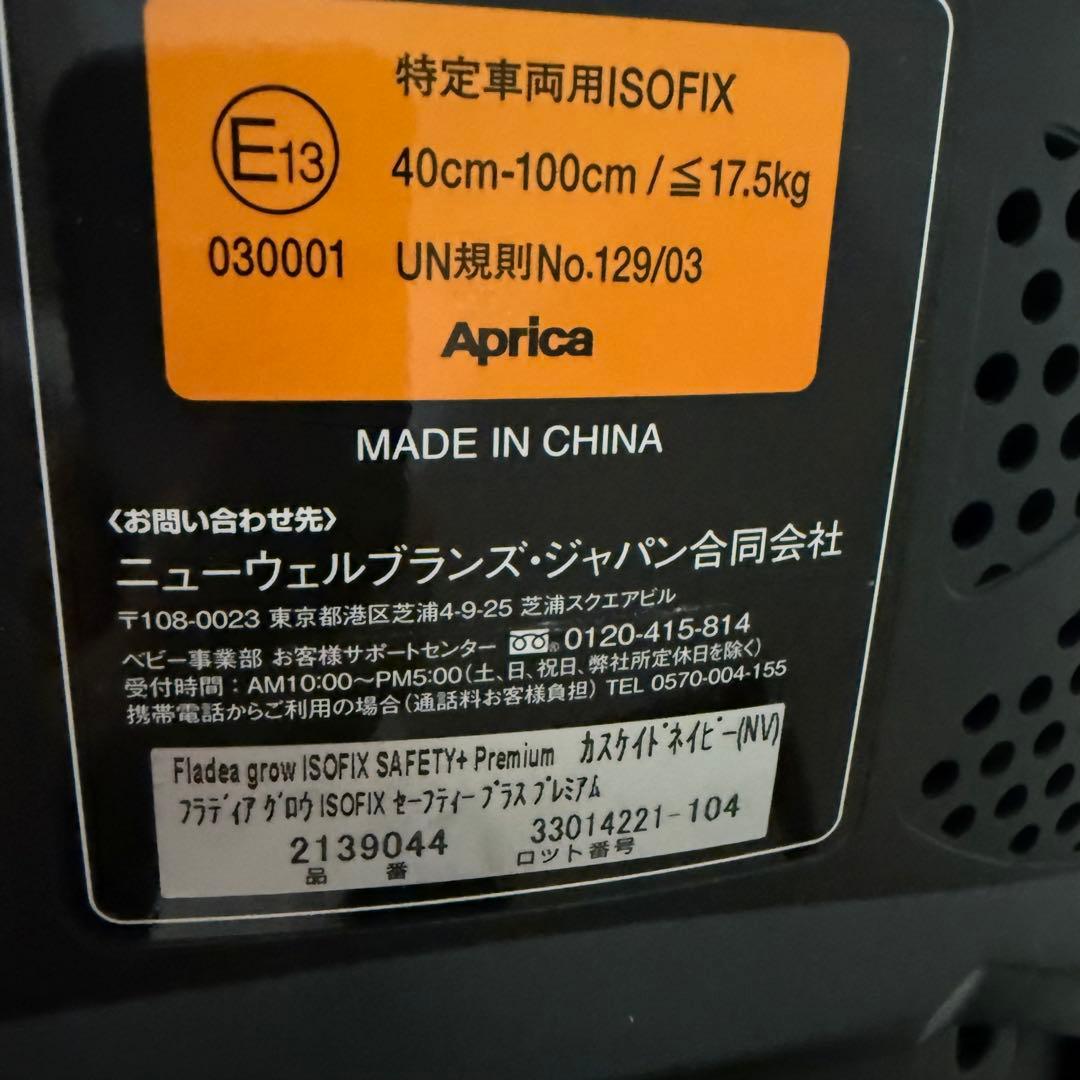 特定車両用ISOFIX
E13
40cm-100cm / ≦17.5kg
030001
UN規則No.129/03
Aprica
MADE IN CHINA
〈お問い合わせ先〉
ニューウェルブランズ・ジャパン合同会社
〒108-0023 東京都港区芝浦4-9-25 芝浦スクエアビル
ベビー事業部 お客様サポートセンター 0120-415-814
受付時間：AM10:00～PM5:00（土、日、祝日、弊社所定休日を除く）
携帯電話からご利用の場合（通話料お客様負担）TEL 0570-004-155
Fladea grow ISOFIX SAFETY+ Premium カスケイドネイビー(NV)
フラディア グロウ ISOFIX セーフティー プラス プレミアム
2139044 33014221-104
品番 ロット番号